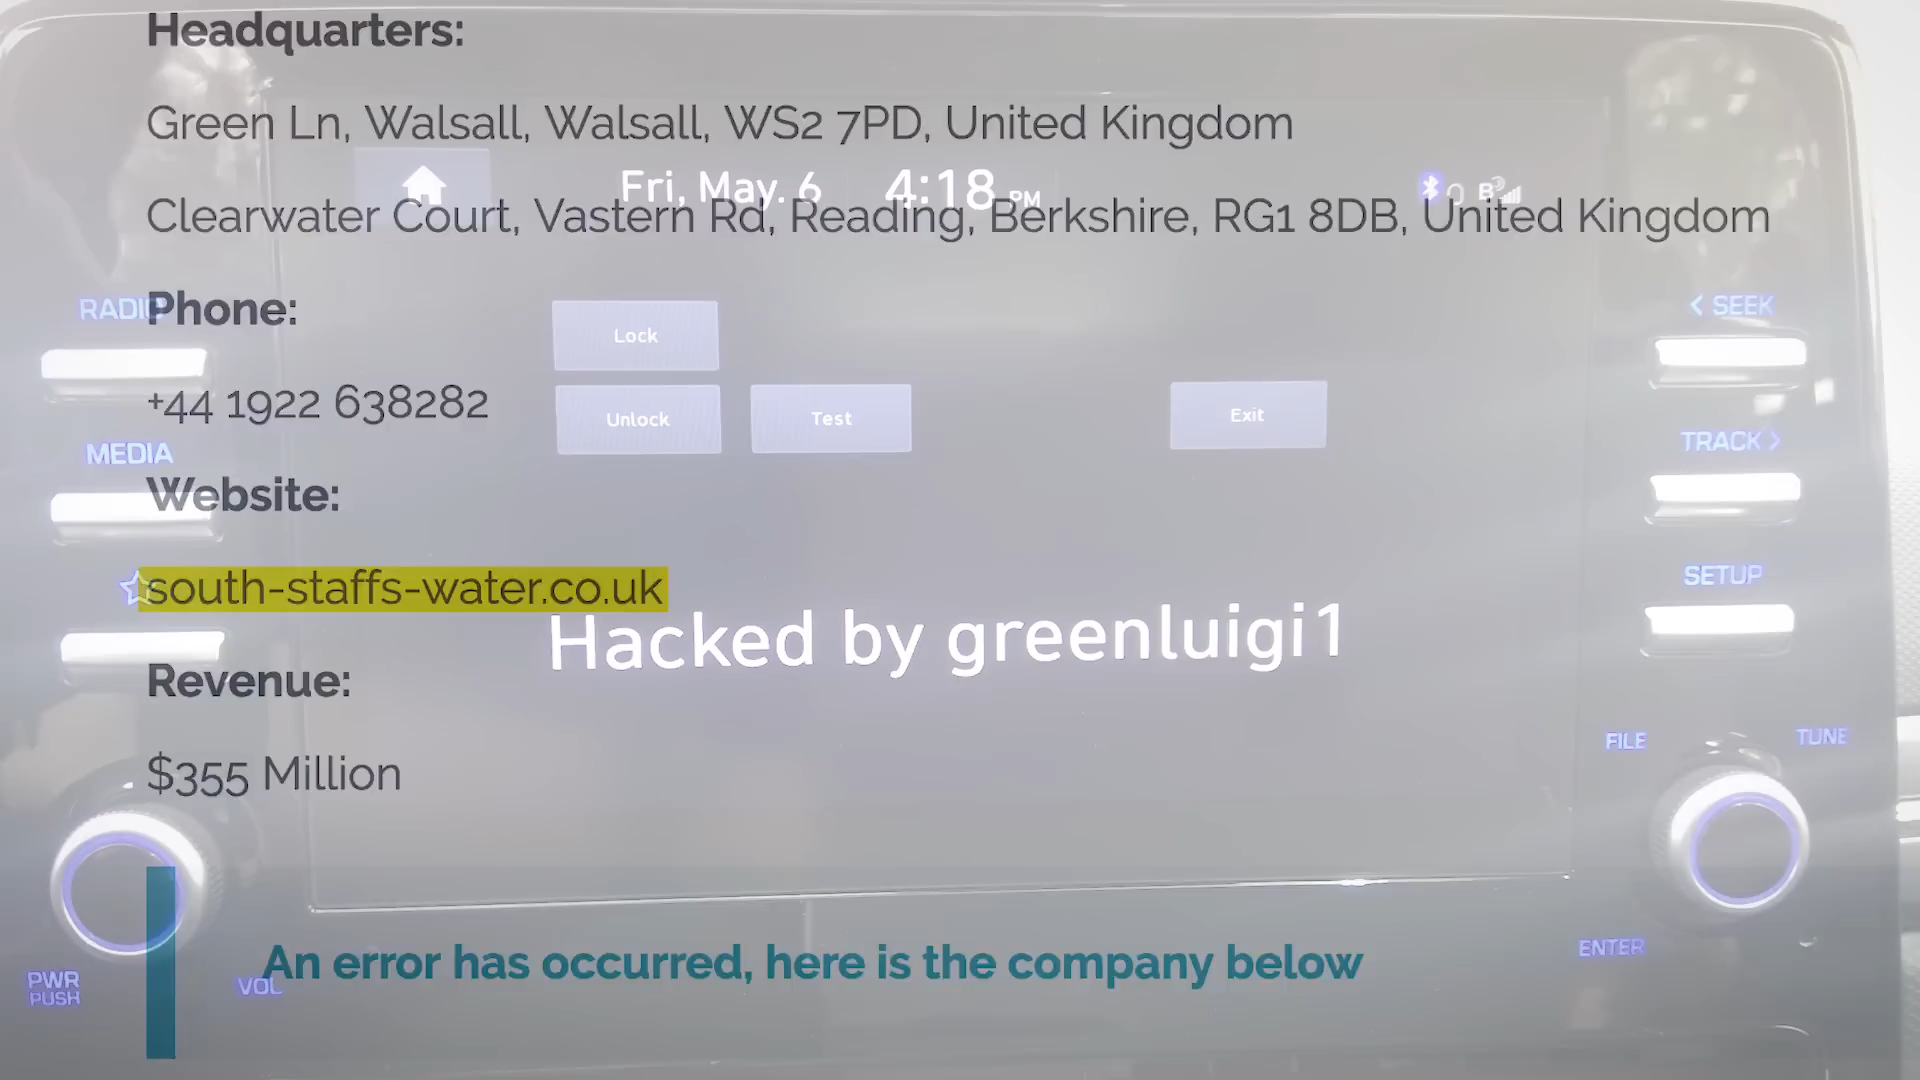 Headquarters:
Green Ln, Walsall, Walsall, WS2 7PD, United Kingdom
Fri, May. 6 4:18 PM
Clearwater Court, Vastern Rd, Reading, Berkshire, RG1 8DB, United Kingdom
RADIO
Phone:
Lock
< SEEK
+44 1922 638282
Unlock
Test
Exit
MEDIA
TRACK >
Website:
south-staffs-water.co.uk
SETUP
Hacked by greenluigi1
Revenue:
$355 Million
FILE
TUNE
An error has occurred, here is the company below
ENTER
PWR
PUSH
VOL